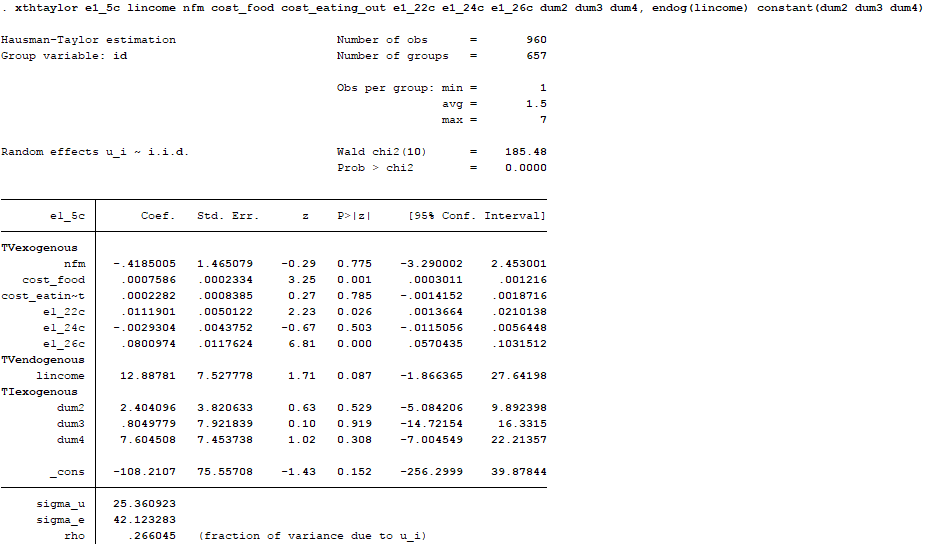 . xthtaylor e1_5c lincome nfm cost_food cost_eating_out e1_22c e1_24c e1_26c dum2 dum3 dum4, endog(lincome) constant(dum2 dum3 dum4)
Hausman-Taylor estimation Number of obs = 960
Group variable: id Number of groups = 657
Obs per group: min = 1
avg = 1.5
max = 7
Random effects u_i ~ i.i.d. Wald chi2(10) = 185.48
Prob > chi2 = 0.0000
e1_5c Coef. Std. Err. z P>|z| [95% Conf. Interval]
TVexogenous
nfm -.4185005 1.465079 -0.29 0.775 -3.290002 2.453001
cost_food .0007586 .0002334 3.25 0.001 .0003011 .001216
cost_eatin~t .0002282 .0008385 0.27 0.785 -.0014152 .0018716
e1_22c .0111901 .0050122 2.23 0.026 .0013664 .0210138
e1_24c -.0029304 .0043752 -0.67 0.503 -.0115056 .0056448
e1_26c .0800974 .0117624 6.81 0.000 .0570435 .1031512
TVendogenous
lincome 12.88781 7.527778 1.71 0.087 -1.866365 27.64198
TIexogenous
dum2 2.404096 3.820633 0.63 0.529 -5.084206 9.892398
dum3 .8049779 7.921839 0.10 0.919 -14.72154 16.3315
dum4 7.604508 7.453738 1.02 0.308 -7.004549 22.21357
_cons -108.2107 75.55708 -1.43 0.152 -256.2999 39.87844
sigma_u 25.360923
sigma_e 42.123283
rho .266045 (fraction of variance due to u_i)